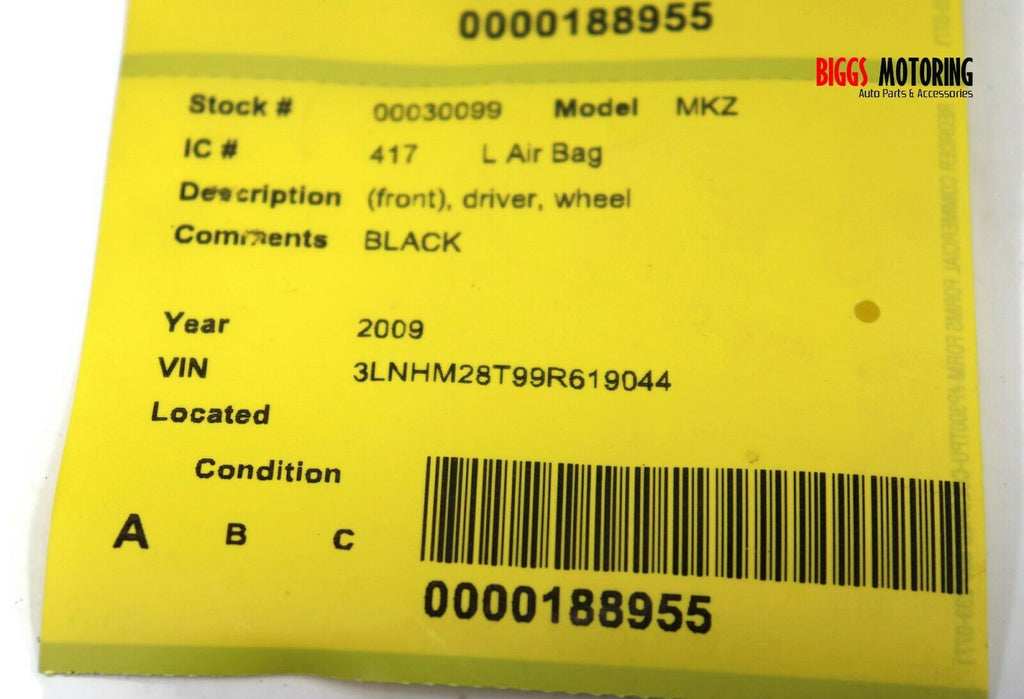 0000188955
BIGGS MOTORING
Auto Parts & Accessories
Stock # 00030099 Model MKZ
IC # 417 L Air Bag
Description (front), driver, wheel
Comments BLACK
Year 2009
VIN 3LNHM28T99R619044
Located
Condition
A B C
0000188955